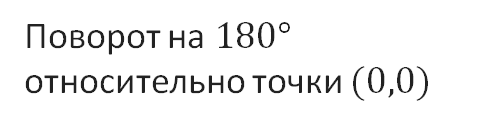 Поворот на 180°
относительно точки (0,0)